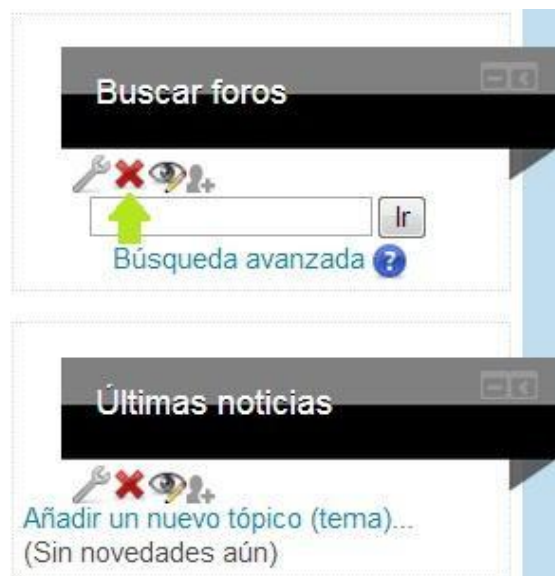 Buscar foros
Ir
Búsqueda avanzada
Últimas noticias
Añadir un nuevo tópico (tema)...
(Sin novedades aún)